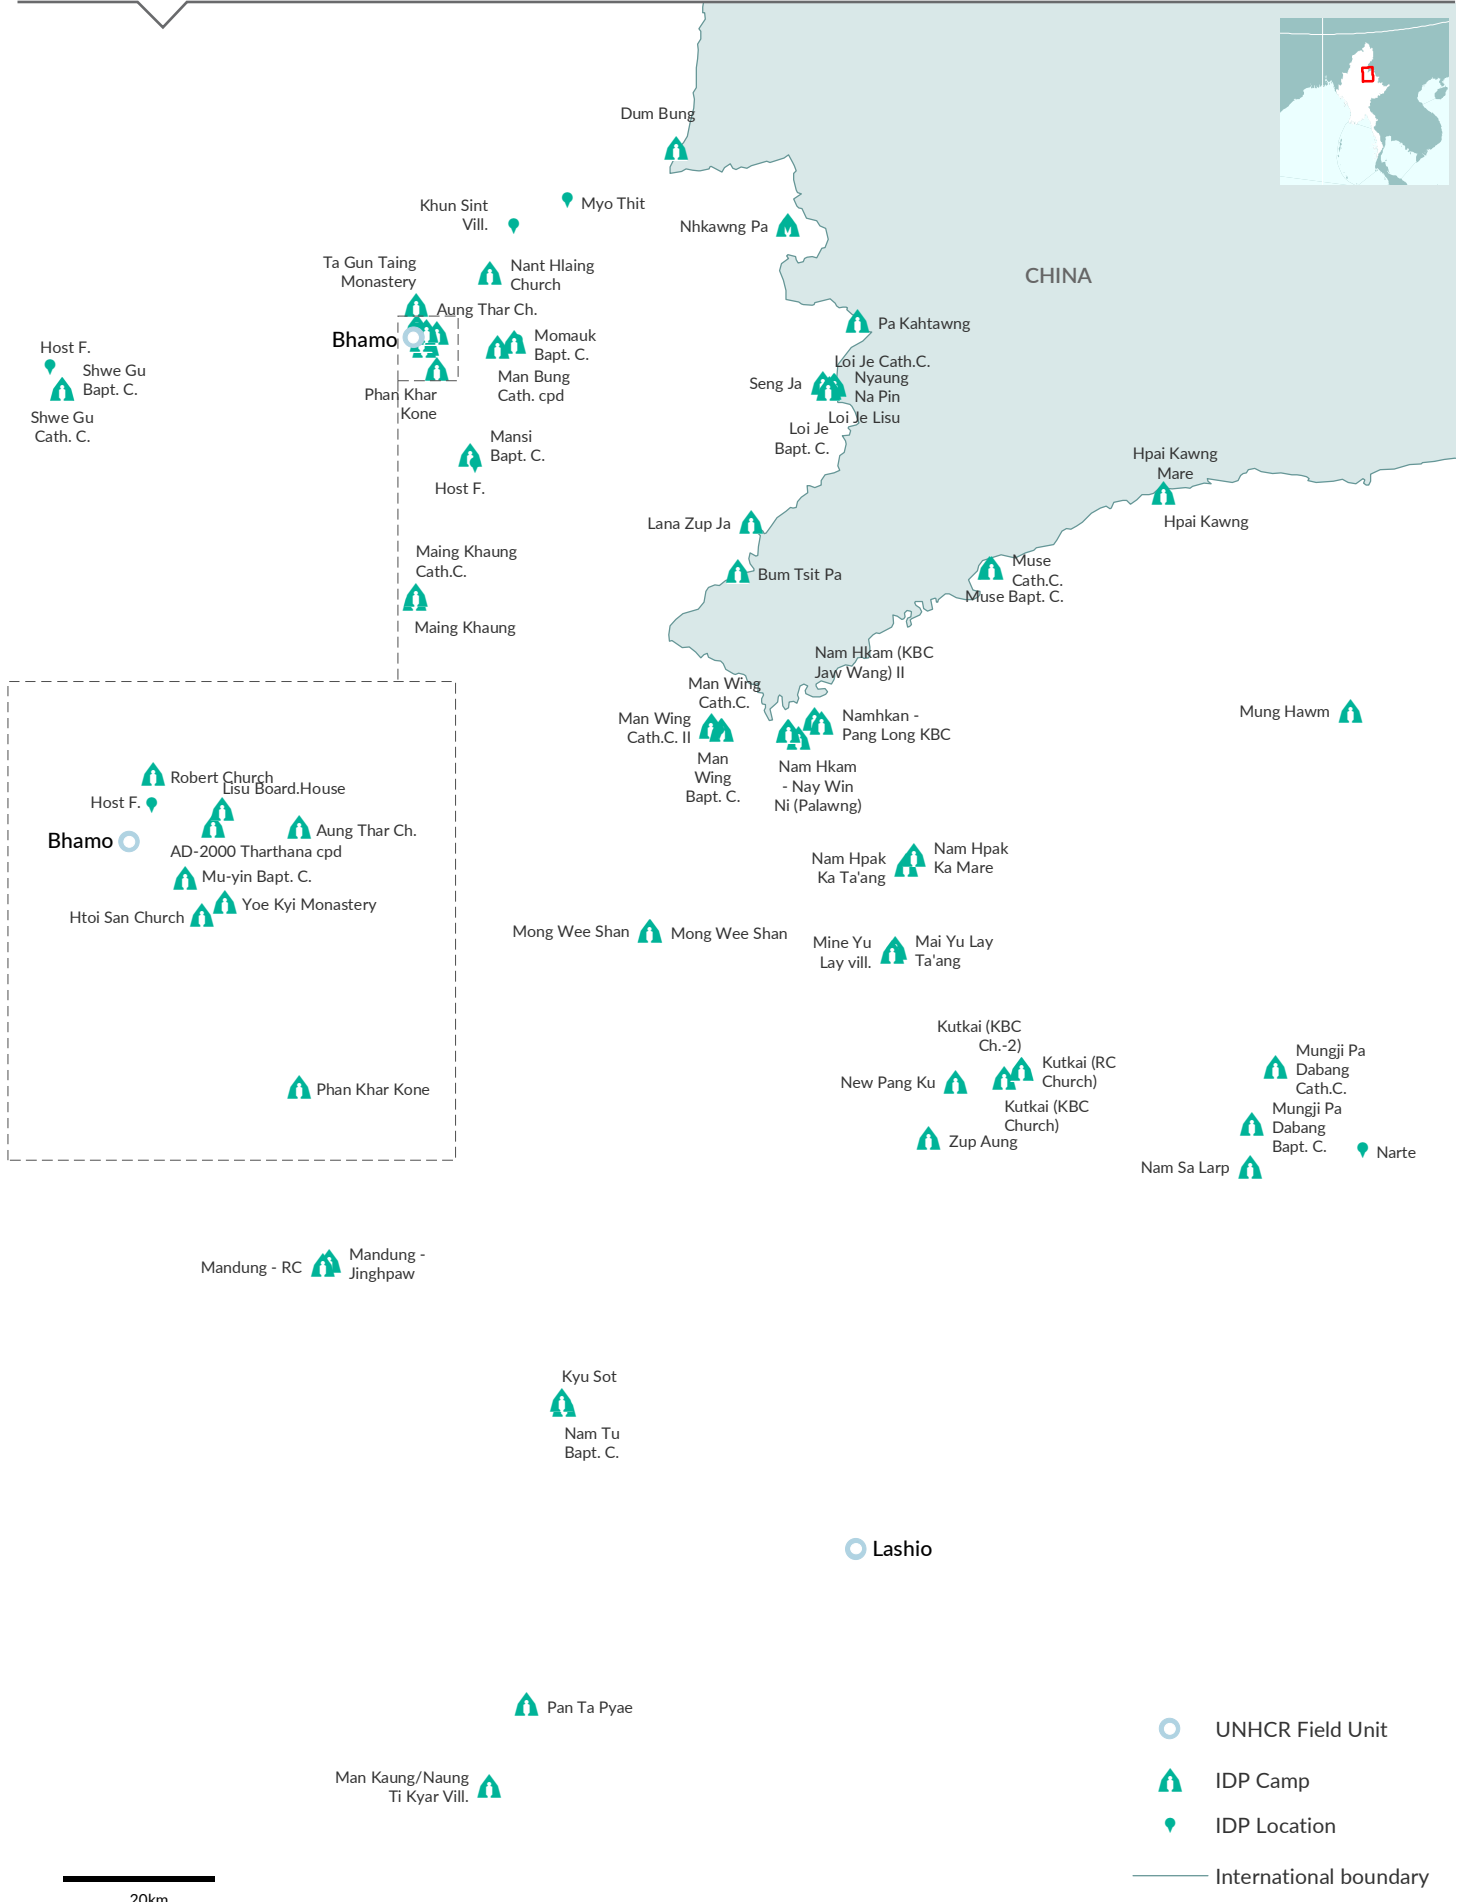 Dum Bung
Khun Sint
Vill.
Myo Thit
Nhkawng Pa
CHINA
Ta Gun Taing
Monastery
Nant Hlaing
Church
Aung Thar Ch.
Bhamo
Momauk
Bapt. C.
Man Bung
Cath. cpd
Pa Kahtawng
Host F.
Shwe Gu
Bapt. C.
Shwe Gu
Cath. C.
Phan Khar
Kone
Loi Je Cath.C.
Seng Ja
Nyaung
Na Pin
Loi Je Lisu
Loi Je
Bapt. C.
Mansi
Bapt. C.
Host F.
Hpai Kawng
Mare
Hpai Kawng
Lana Zup Ja
Bum Tsit Pa
Muse
Cath.C.
Muse Bapt. C.
Maing Khaung
Cath.C.
Maing Khaung
Nam Hkam (KBC
Jaw Wang) II
Man Wing
Cath.C.
Man Wing
Cath.C. II
Man
Wing
Bapt. C.
Namhkan -
Pang Long KBC
Nam Hkam
- Nay Win
Ni (Palawng)
Mung Hawm
Robert Church
Lisu Board.House
Host F.
Bhamo
Aung Thar Ch.
AD-2000 Tharthana cpd
Mu-yin Bapt. C.
Yoe Kyi Monastery
Htoi San Church
Phan Khar Kone
Nam Hpak
Ka Ta'ang
Nam Hpak
Ka Mare
Mong Wee Shan
Mong Wee Shan
Mine Yu
Lay vill.
Mai Yu Lay
Ta'ang
Kutkai (KBC
Ch.-2)
Kutkai (RC
Church)
New Pang Ku
Kutkai (KBC
Church)
Zup Aung
Mungji Pa
Dabang
Cath.C.
Mungji Pa
Dabang
Bapt. C.
Narte
Nam Sa Larp
Mandung - RC
Mandung -
Jinghpaw
Kyu Sot
Nam Tu
Bapt. C.
Lashio
Pan Ta Pyae
Man Kaung/Naung
Ti Kyar Vill.
UNHCR Field Unit
IDP Camp
IDP Location
International boundary
20km